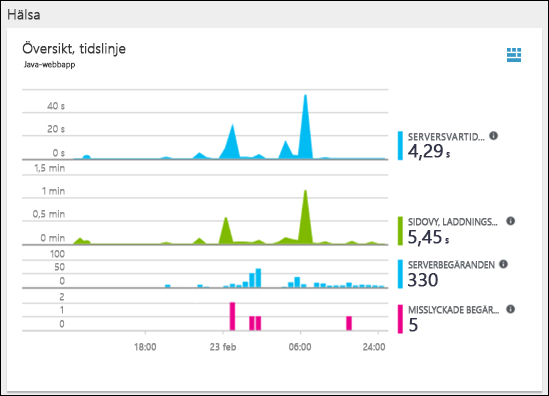 Hälsa
Översikt, tidslinje
Java-webbapp
40 s
20 s
0 s
SERVERSVARTID...
4,29 s
1,5 min
1 min
0,5 min
0 min
SIDOVY, LADDNINGS...
5,45 s
100
50
0
SERVERBEGÄRANDEN
330
2
1
0
MISSLYCKADE BEGÄR...
5
18:00 23 feb 06:00 24:00